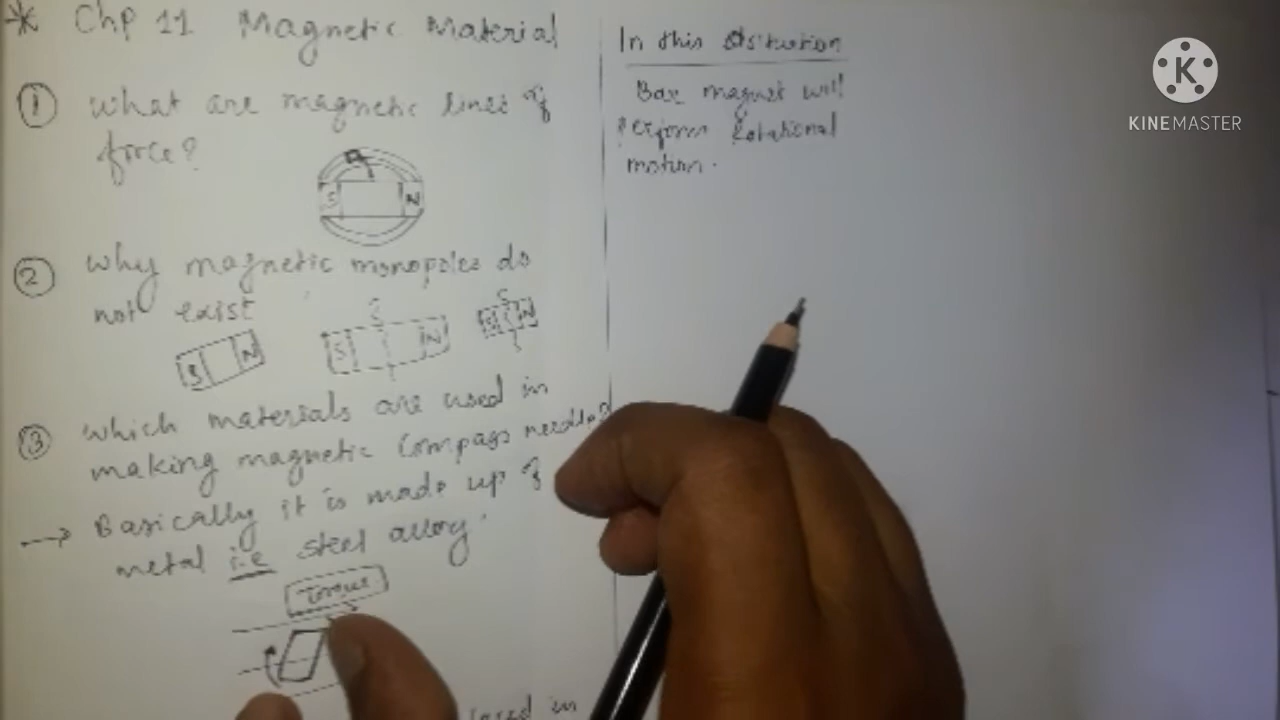 * Chp 11 Magnetic Material
① What are magnetic lines of
force?
S N
② Why magnetic monopoles do
not exist
S N
S S N
S S N
③ Which materials are used in
making magnetic compass needle?
→ Basically it is made up of
metal i.e steel alloy.
Torque
in
In this situation
Bar magnet will
perform rotational
motion.
K
KINEMASTER